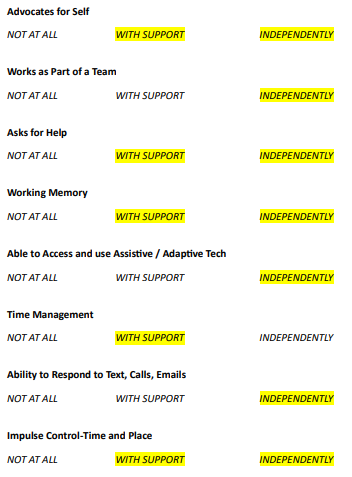 Advocates for Self
NOT AT ALL WITH SUPPORT INDEPENDENTLY
Works as Part of a Team
NOT AT ALL WITH SUPPORT INDEPENDENTLY
Asks for Help
NOT AT ALL WITH SUPPORT INDEPENDENTLY
Working Memory
NOT AT ALL WITH SUPPORT INDEPENDENTLY
Able to Access and use Assistive / Adaptive Tech
NOT AT ALL WITH SUPPORT INDEPENDENTLY
Time Management
NOT AT ALL WITH SUPPORT INDEPENDENTLY
Ability to Respond to Text, Calls, Emails
NOT AT ALL WITH SUPPORT INDEPENDENTLY
Impulse Control-Time and Place
NOT AT ALL WITH SUPPORT INDEPENDENTLY